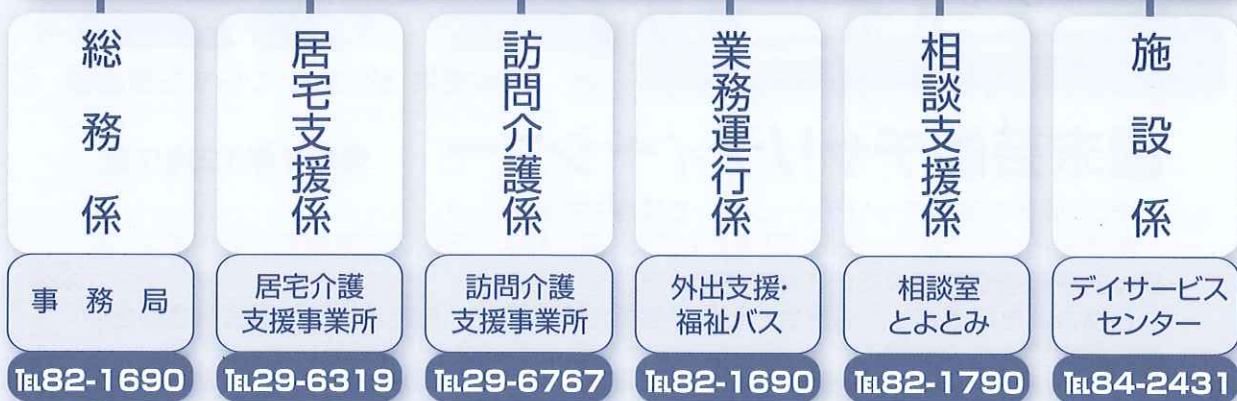 総務係
事務局
℡82-1690
居宅支援係
居宅介護
支援事業所
℡29-6319
訪問介護係
訪問介護
支援事業所
℡29-6767
業務運行係
外出支援・
福祉バス
℡82-1690
相談支援係
相談室
とよとみ
℡82-1790
施設係
デイサービス
センター
℡84-2431